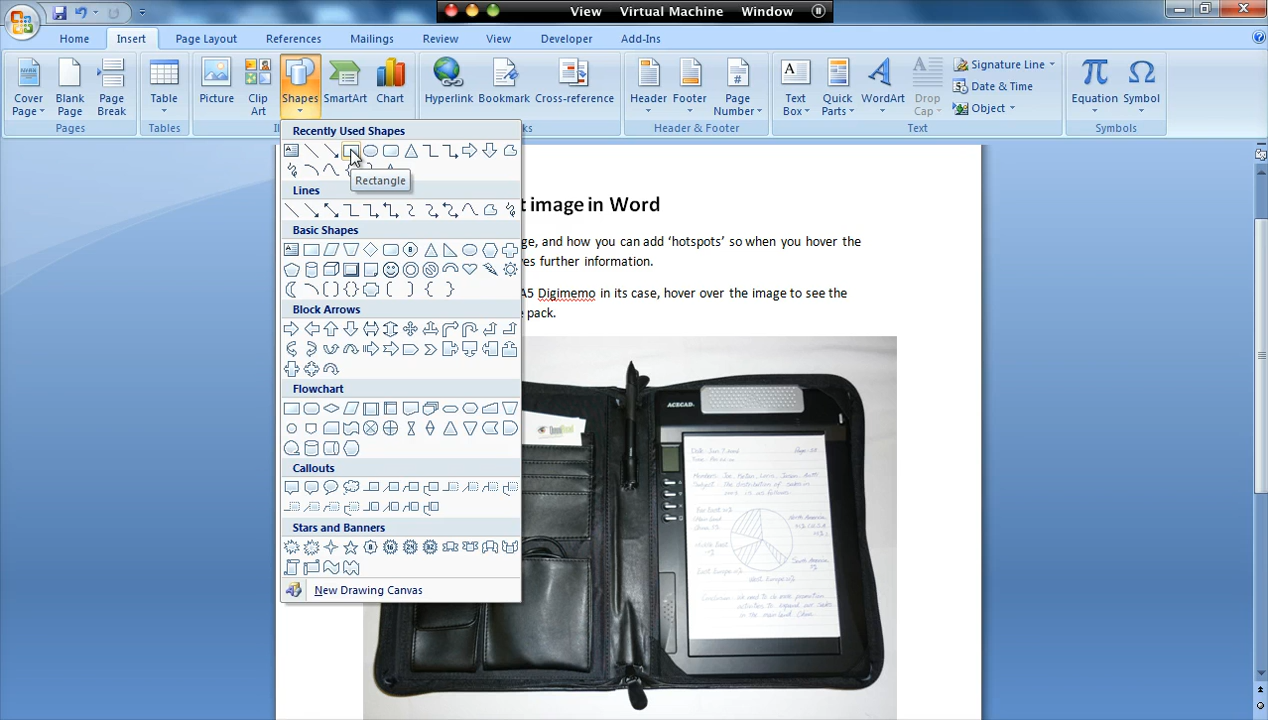 View Virtual Machine Window
Home Insert Page Layout References Mailings Review View Developer Add-Ins
Cover Page
Blank Page
Page Break
Table
Picture
Clip Art
Shapes
SmartArt
Chart
Hyperlink
Bookmark
Cross-reference
Header
Footer
Page Number
Text Box
Quick Parts
WordArt
Drop Cap
Signature Line
Date & Time
Object
Equation
Symbol
Pages Tables Header & Footer Text Symbols
Recently Used Shapes
Rectangle
Lines
Basic Shapes
Block Arrows
Flowchart
Callouts
Stars and Banners
New Drawing Canvas
image in Word
, and how you can add ‘hotspots’ so when you hover the
further information.
A5 Digimemo in its case, hover over the image to see the
pack.
ACECAD.